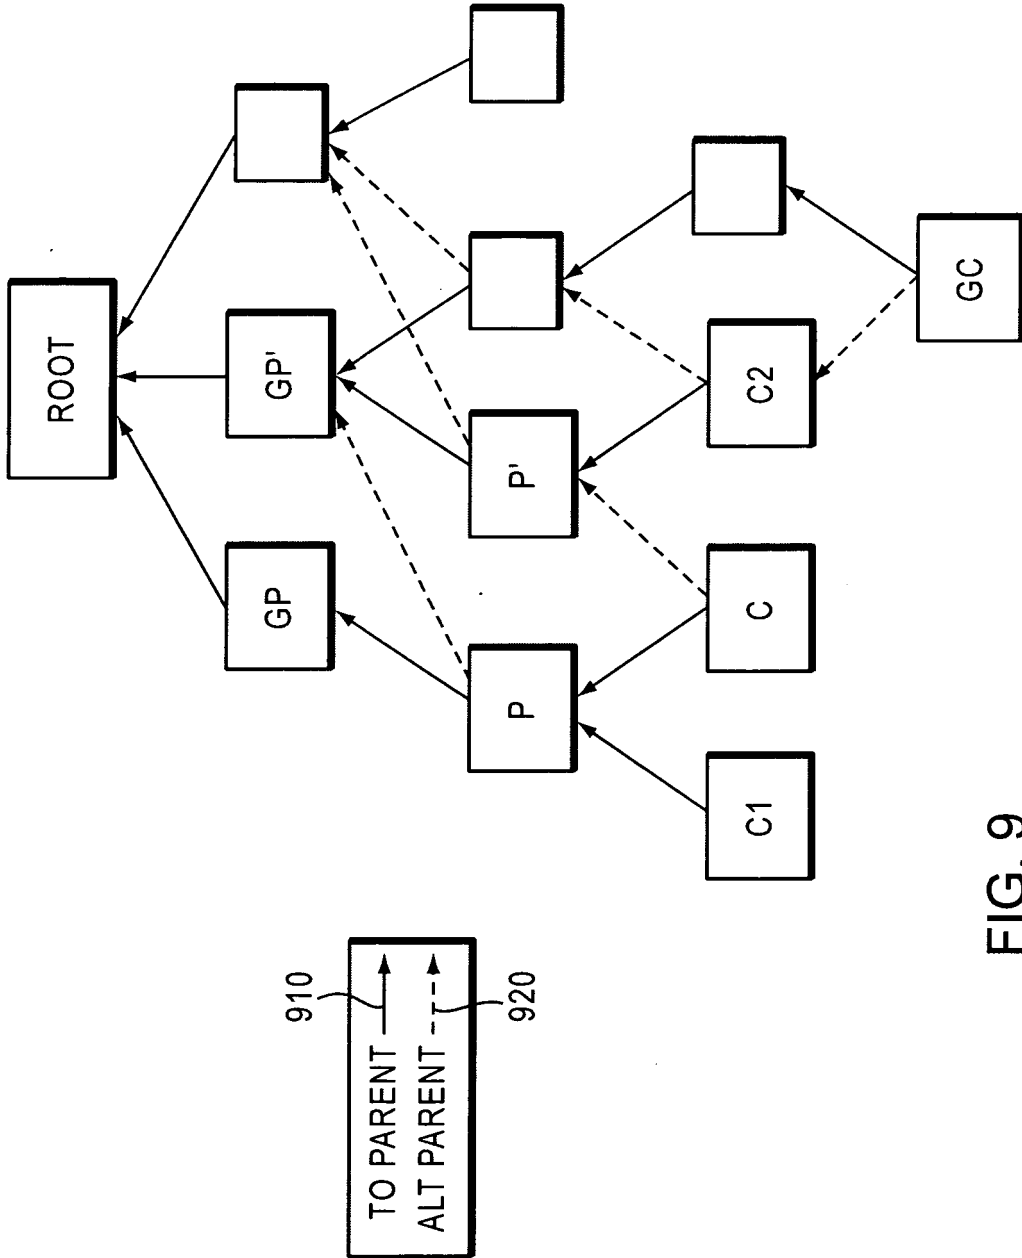 ROOT
GP
GP'
P
P'
C1
C
C2
GC
910
TO PARENT
ALT PARENT
920
FIG. 9